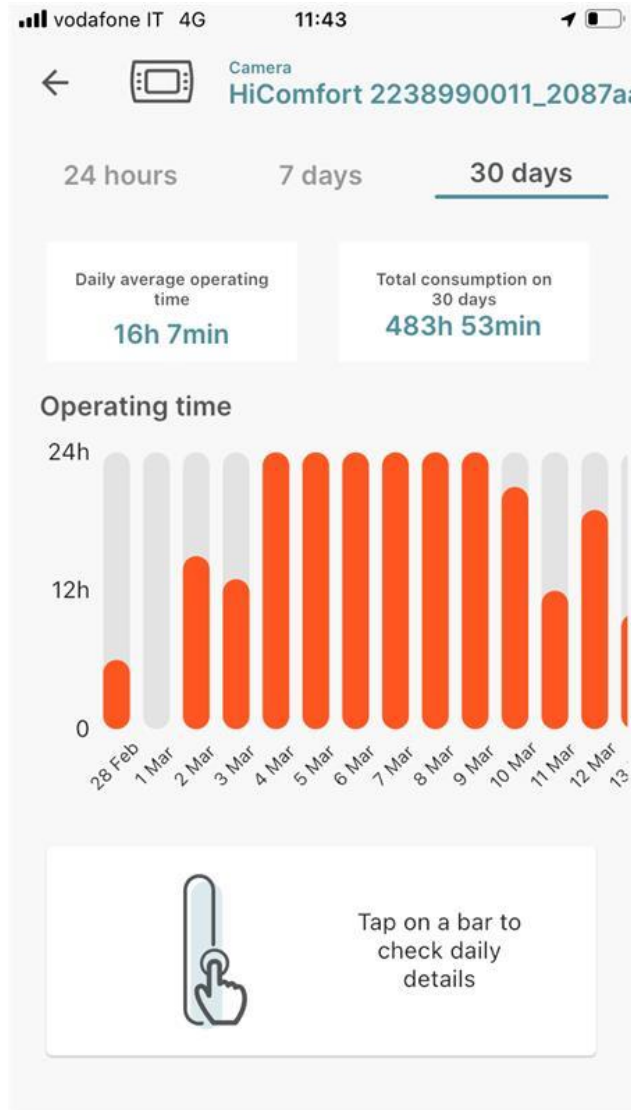 vodafone IT 4G 11:43
Camera
HiComfort 2238990011_2087aa
24 hours 7 days 30 days
Daily average operating
time
16h 7min
Total consumption on
30 days
483h 53min
Operating time
24h
12h
0
28 Feb 1 Mar 2 Mar 3 Mar 4 Mar 5 Mar 6 Mar 7 Mar 8 Mar 9 Mar 10 Mar 11 Mar 12 Mar 13
Tap on a bar to
check daily
details